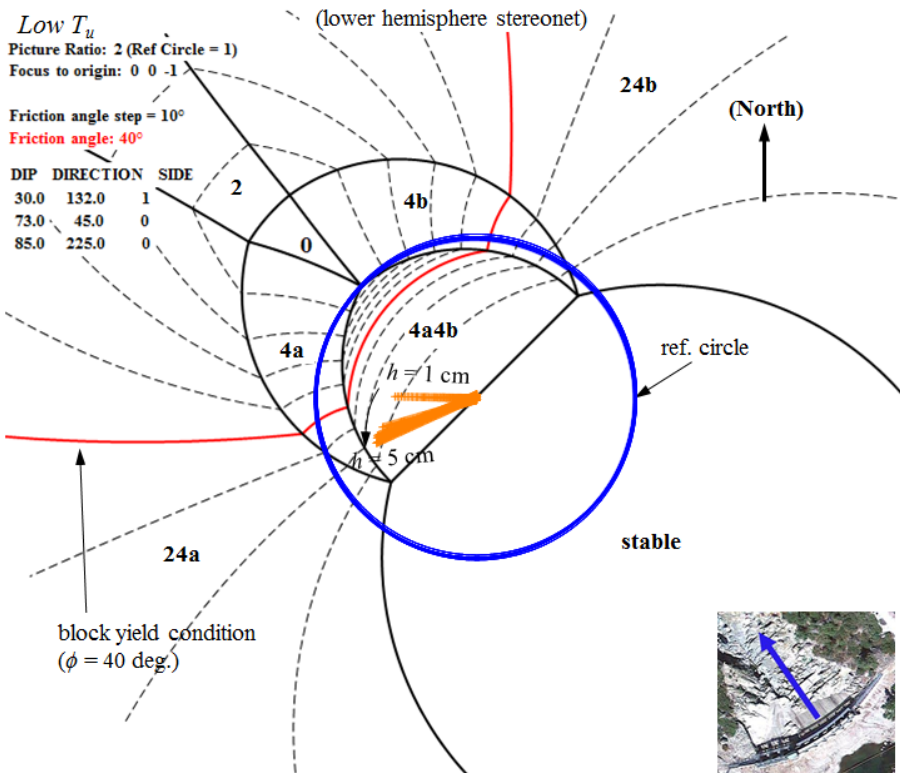 Low Tu
(lower hemisphere stereonet)
Picture Ratio: 2 (Ref Circle = 1)
Focus to origin: 0 0 -1
Friction angle step = 10°
Friction angle: 40°
DIP DIRECTION SIDE
30.0 132.0 1
73.0 45.0 0
85.0 225.0 0
24b
(North)
2
4b
0
4a
4a4b
ref. circle
h = 1 cm
h = 5 cm
stable
24a
block yield condition
(ϕ = 40 deg.)